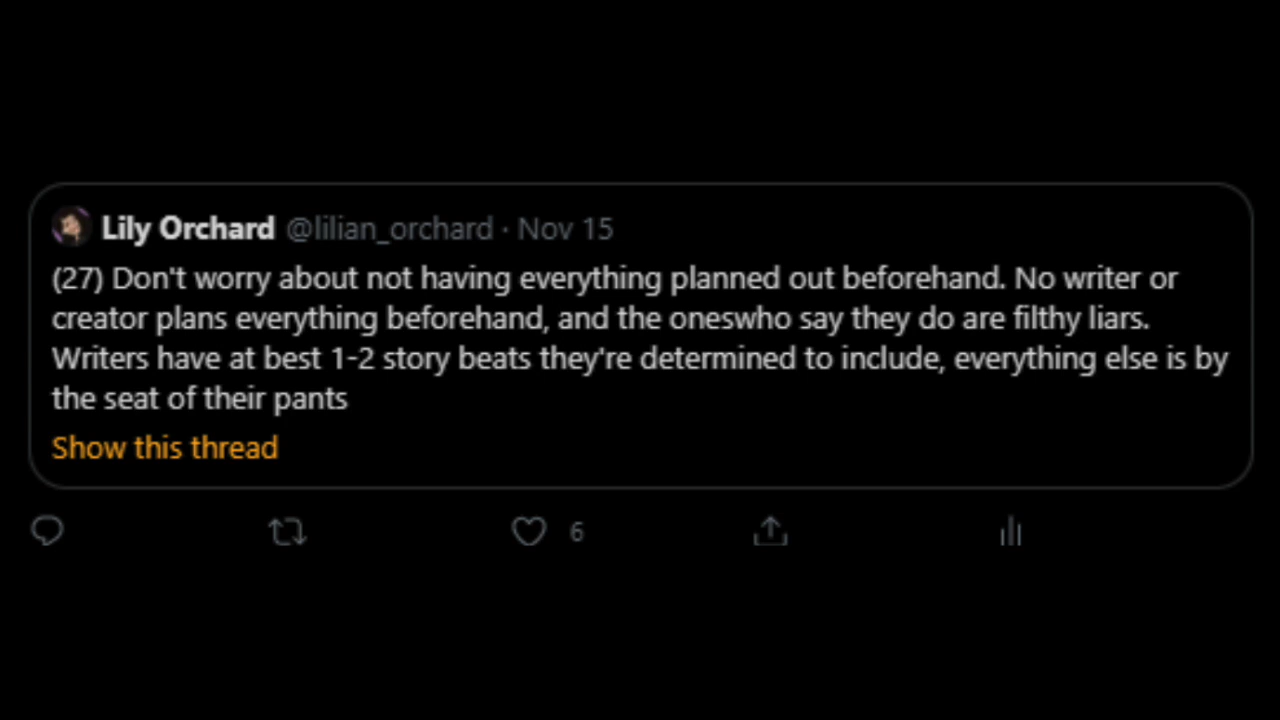 Lily Orchard @lilian_orchard · Nov 15
(27) Don't worry about not having everything planned out beforehand. No writer or
creator plans everything beforehand, and the oneswho say they do are filthy liars.
Writers have at best 1-2 story beats they're determined to include, everything else is by
the seat of their pants
Show this thread
6